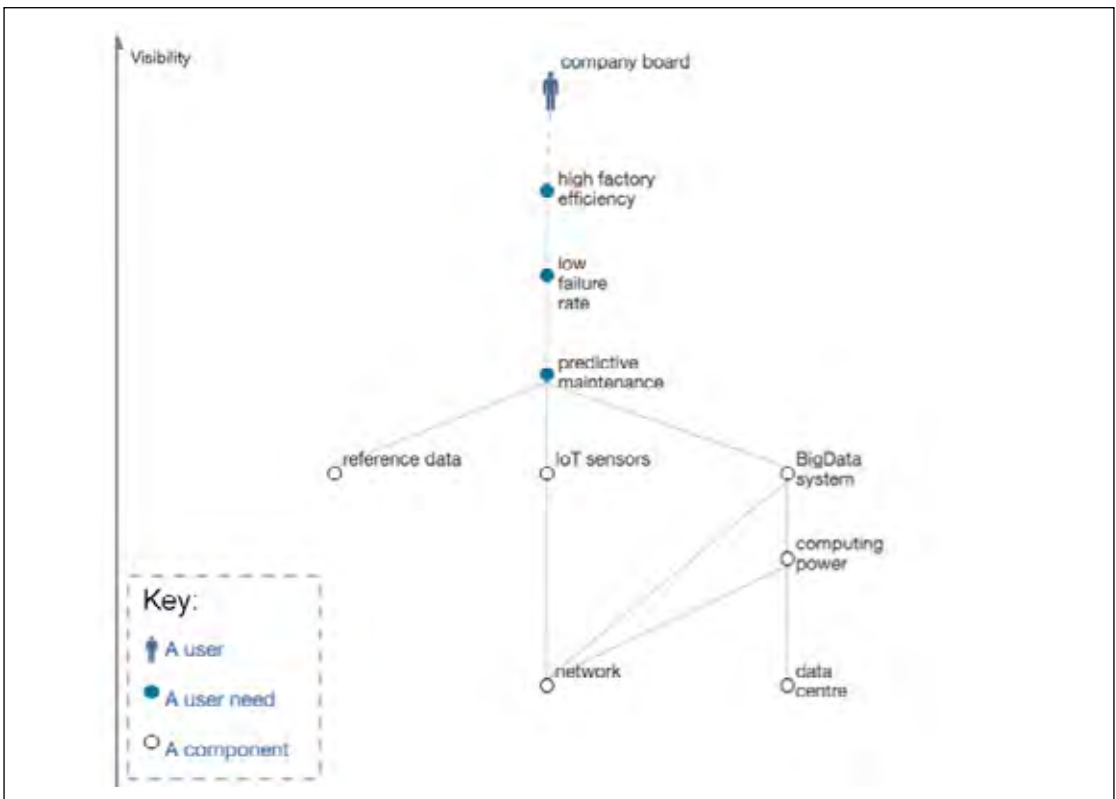 Visibility
company board
high factory
efficiency
low
failure
rate
predictive
maintenance
reference data
IoT sensors
BigData
system
computing
power
network
data
centre
Key:
A user
A user need
A component